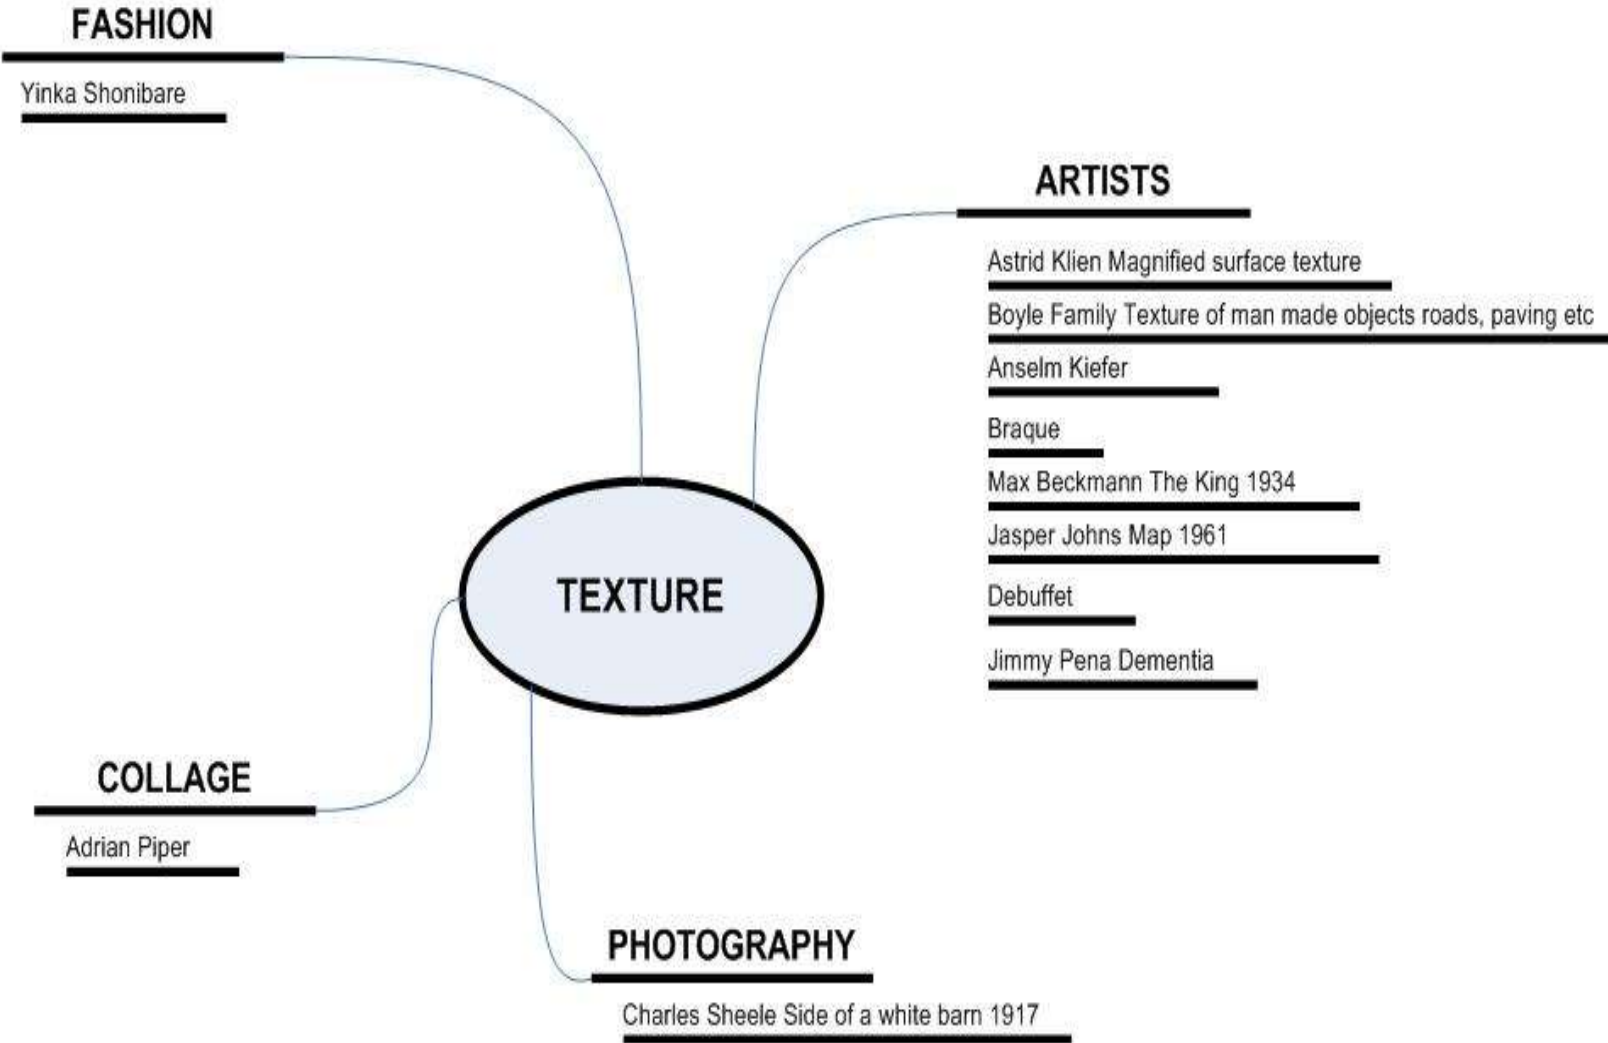 FASHION
Yinka Shonibare
ARTISTS
Astrid Klien Magnified surface texture
Boyle Family Texture of man made objects roads, paving etc
Anselm Kiefer
Braque
Max Beckmann The King 1934
Jasper Johns Map 1961
Debuffet
Jimmy Pena Dementia
TEXTURE
COLLAGE
Adrian Piper
PHOTOGRAPHY
Charles Sheele Side of a white barn 1917